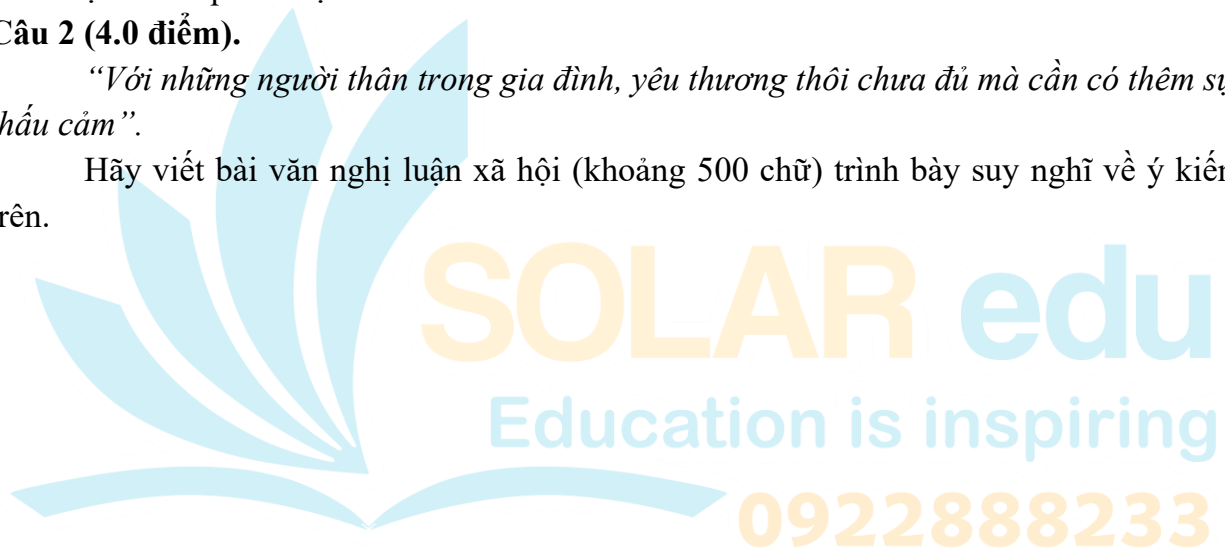 Câu 2 (4.0 điểm).
“Với những người thân trong gia đình, yêu thương thôi chưa đủ mà cần có thêm sự
hấu cảm”.
Hãy viết bài văn nghị luận xã hội (khoảng 500 chữ) trình bày suy nghĩ về ý kiến
rên.
SOLAR edu
Education is inspiring
0922888233